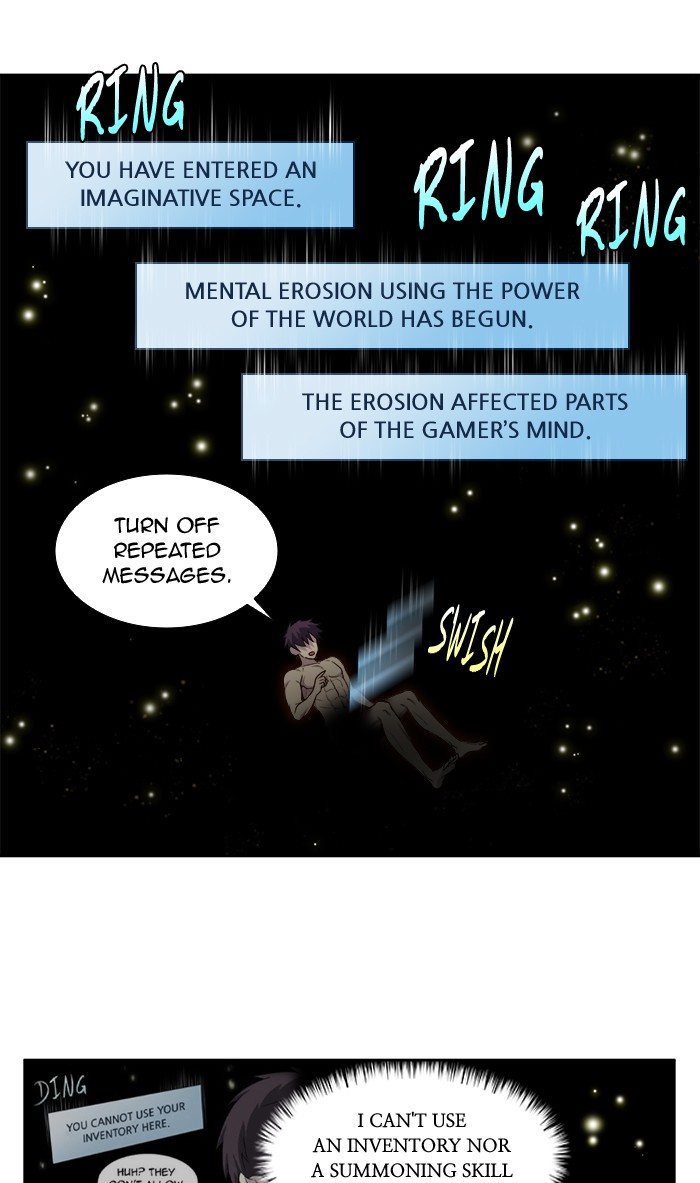 RING
YOU HAVE ENTERED AN
IMAGINATIVE SPACE.
RING
RING
MENTAL EROSION USING THE POWER
OF THE WORLD HAS BEGUN.
THE EROSION AFFECTED PARTS
OF THE GAMER'S MIND.
TURN OFF
REPEATED
MESSAGES.
SWISH
DING
YOU CANNOT USE YOUR
INVENTORY HERE.
HUH? THEY
DON'T ALLOW
I CAN'T USE
AN INVENTORY NOR
A SUMMONING SKILL